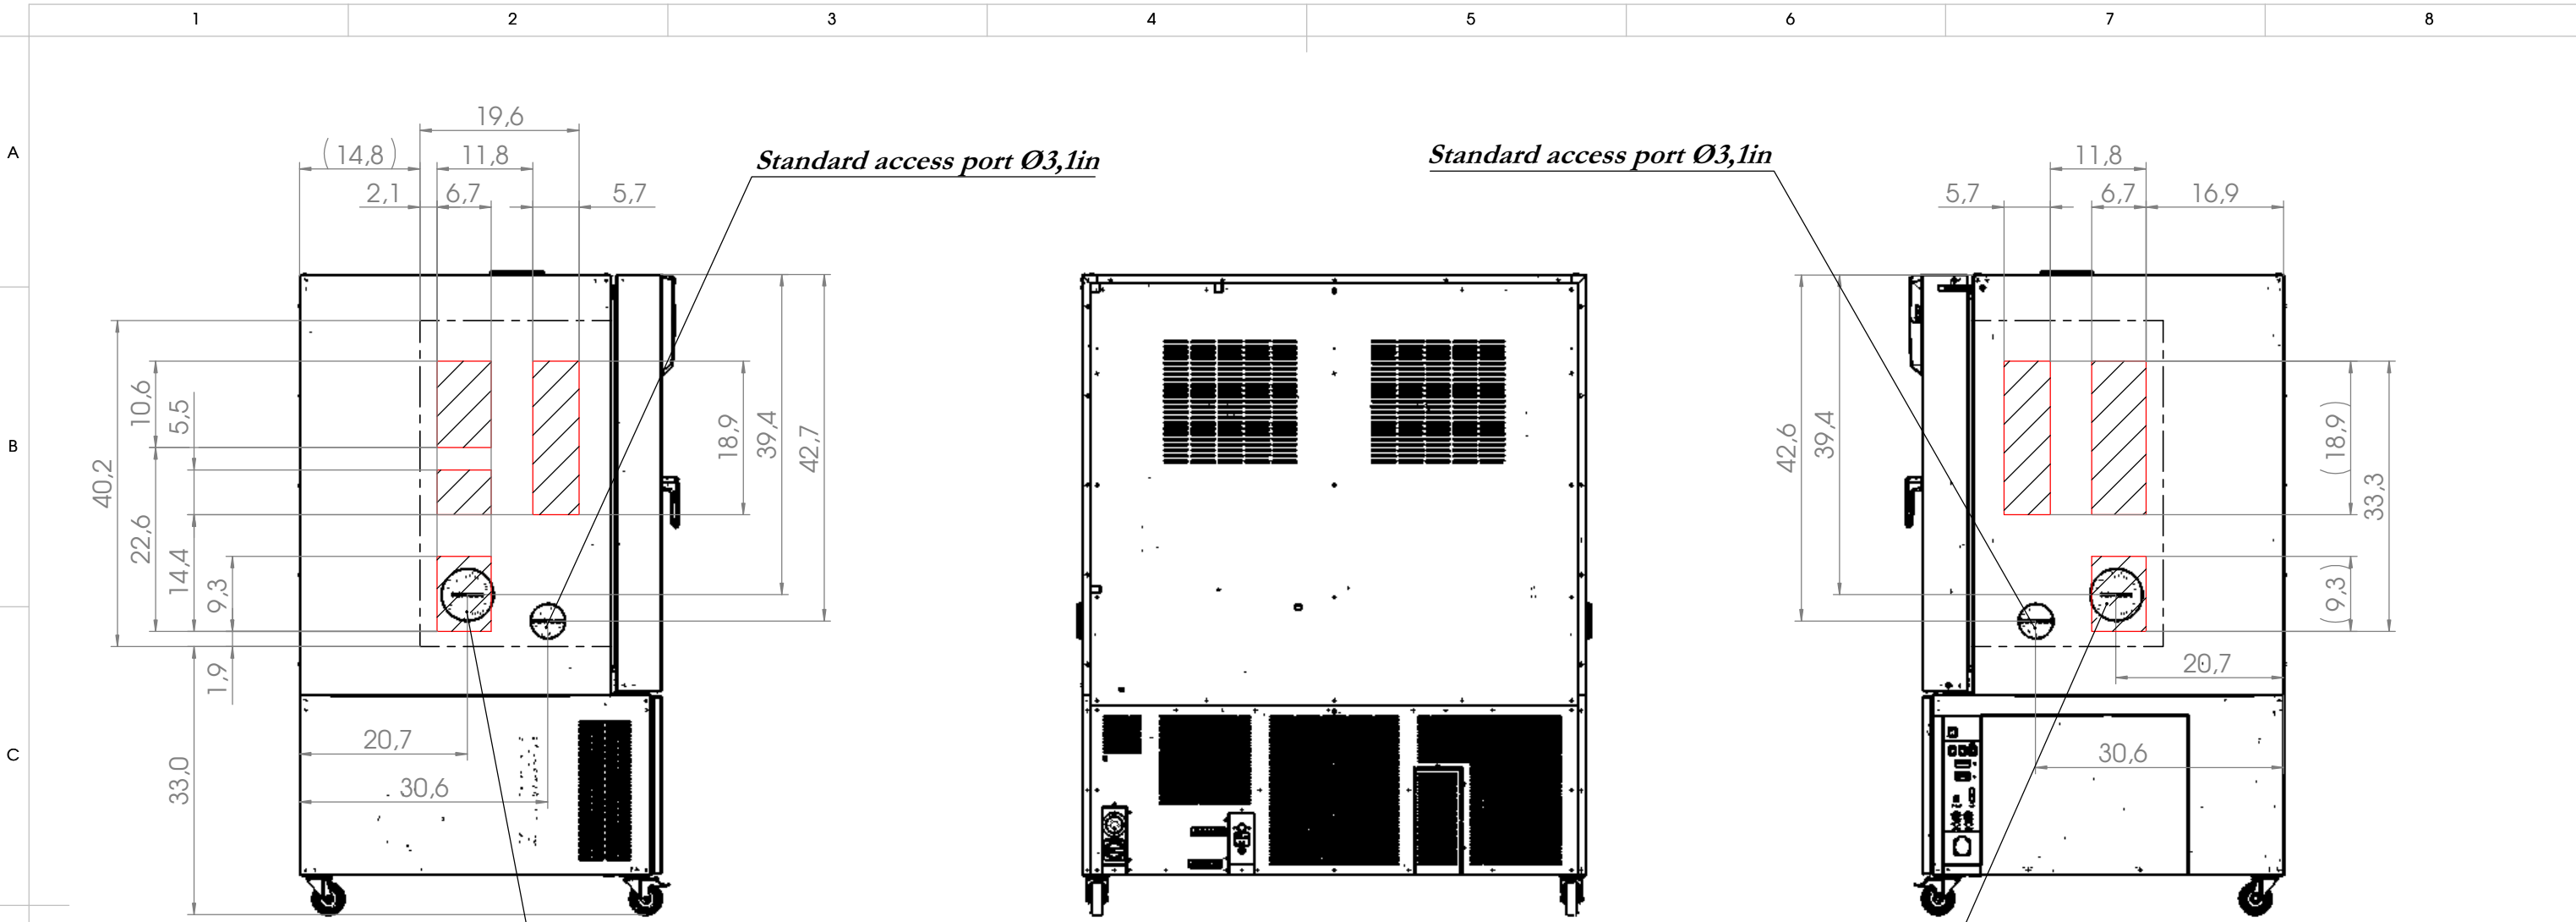 1 2 3 4 5 6 7 8
A
19,6
(14,8) 11,8
2,1 6,7 5,7
Standard access port Ø3,1in
Standard access port Ø3,1in
11,8
5,7 6,7 16,9
B
10,6
5,5
40,2
22,6
14,4
9,3
1,9
18,9
39,4
42,7
42,6
39,4
(18,9)
33,3
(9,3)
20,7
C
20,7
30,6
33,0
30,6